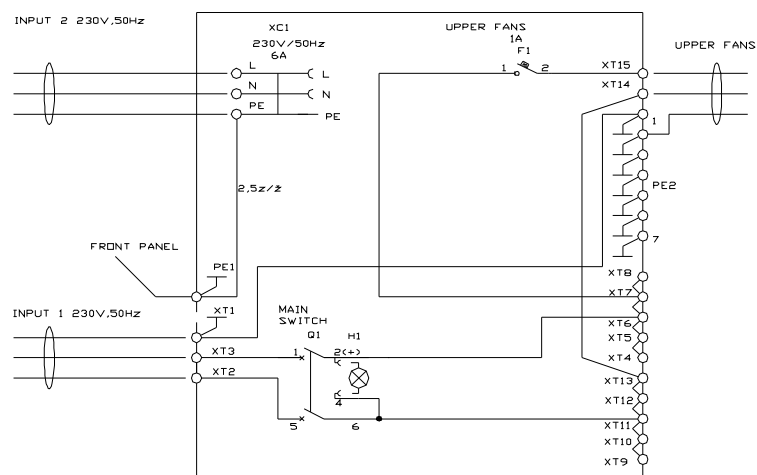 INPUT 2 230V,50Hz
XC1
230V/50Hz
6A
L
L
N
N
PE
PE
2,5z/ž
UPPER FANS
1A
F1
1
2
XT15
XT14
UPPER FANS
1
PE2
7
FRONT PANEL
PE1
XT8
XT7
XT6
XT5
XT4
XT13
XT12
XT11
XT10
XT9
INPUT 1 230V,50Hz
XT1
XT3
XT2
MAIN
SWITCH
Q1
H1
1
2(+)
4
5
6